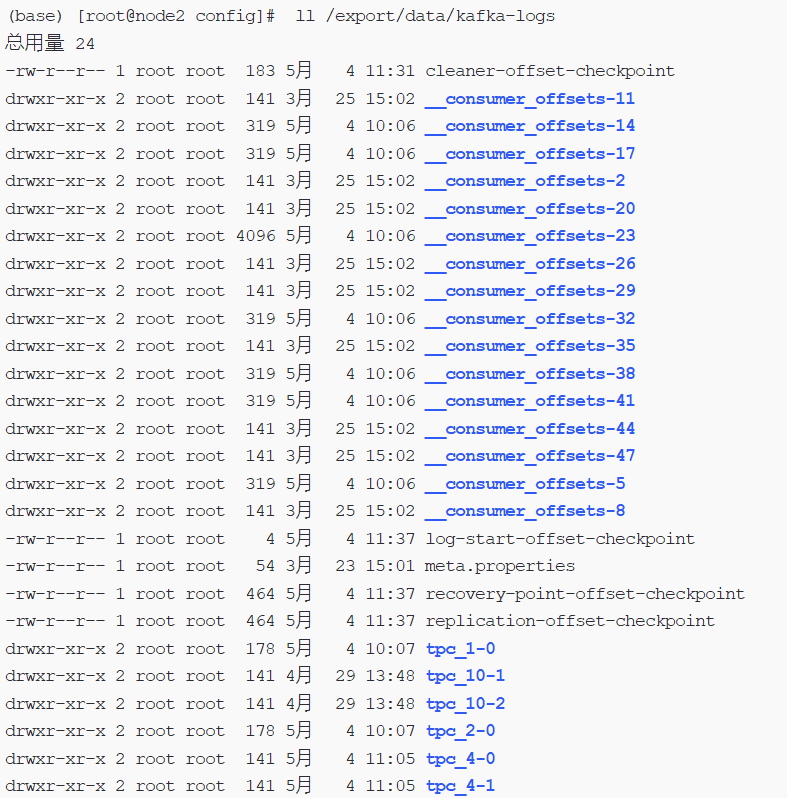 (base) [root@node2 config]#  ll /export/data/kafka-logs
总用量 24
-rw-r--r-- 1 root root  183 5月   4 11:31 cleaner-offset-checkpoint
drwxr-xr-x 2 root root  141 3月  25 15:02 __consumer_offsets-11
drwxr-xr-x 2 root root  319 5月   4 10:06 __consumer_offsets-14
drwxr-xr-x 2 root root  319 5月   4 10:06 __consumer_offsets-17
drwxr-xr-x 2 root root  141 3月  25 15:02 __consumer_offsets-2
drwxr-xr-x 2 root root  141 3月  25 15:02 __consumer_offsets-20
drwxr-xr-x 2 root root 4096 5月   4 10:06 __consumer_offsets-23
drwxr-xr-x 2 root root  141 3月  25 15:02 __consumer_offsets-26
drwxr-xr-x 2 root root  141 3月  25 15:02 __consumer_offsets-29
drwxr-xr-x 2 root root  319 5月   4 10:06 __consumer_offsets-32
drwxr-xr-x 2 root root  141 3月  25 15:02 __consumer_offsets-35
drwxr-xr-x 2 root root  319 5月   4 10:06 __consumer_offsets-38
drwxr-xr-x 2 root root  319 5月   4 10:06 __consumer_offsets-41
drwxr-xr-x 2 root root  141 3月  25 15:02 __consumer_offsets-44
drwxr-xr-x 2 root root  141 3月  25 15:02 __consumer_offsets-47
drwxr-xr-x 2 root root  319 5月   4 10:06 __consumer_offsets-5
drwxr-xr-x 2 root root  141 3月  25 15:02 __consumer_offsets-8
-rw-r--r-- 1 root root    4 5月   4 11:37 log-start-offset-checkpoint
-rw-r--r-- 1 root root   54 3月  23 15:01 meta.properties
-rw-r--r-- 1 root root  464 5月   4 11:37 recovery-point-offset-checkpoint
-rw-r--r-- 1 root root  464 5月   4 11:37 replication-offset-checkpoint
drwxr-xr-x 2 root root  178 5月   4 10:07 tpc_1-0
drwxr-xr-x 2 root root  141 4月  29 13:48 tpc_10-1
drwxr-xr-x 2 root root  141 4月  29 13:48 tpc_10-2
drwxr-xr-x 2 root root  178 5月   4 10:07 tpc_2-0
drwxr-xr-x 2 root root  141 5月   4 11:05 tpc_4-0
drwxr-xr-x 2 root root  141 5月   4 11:05 tpc_4-1